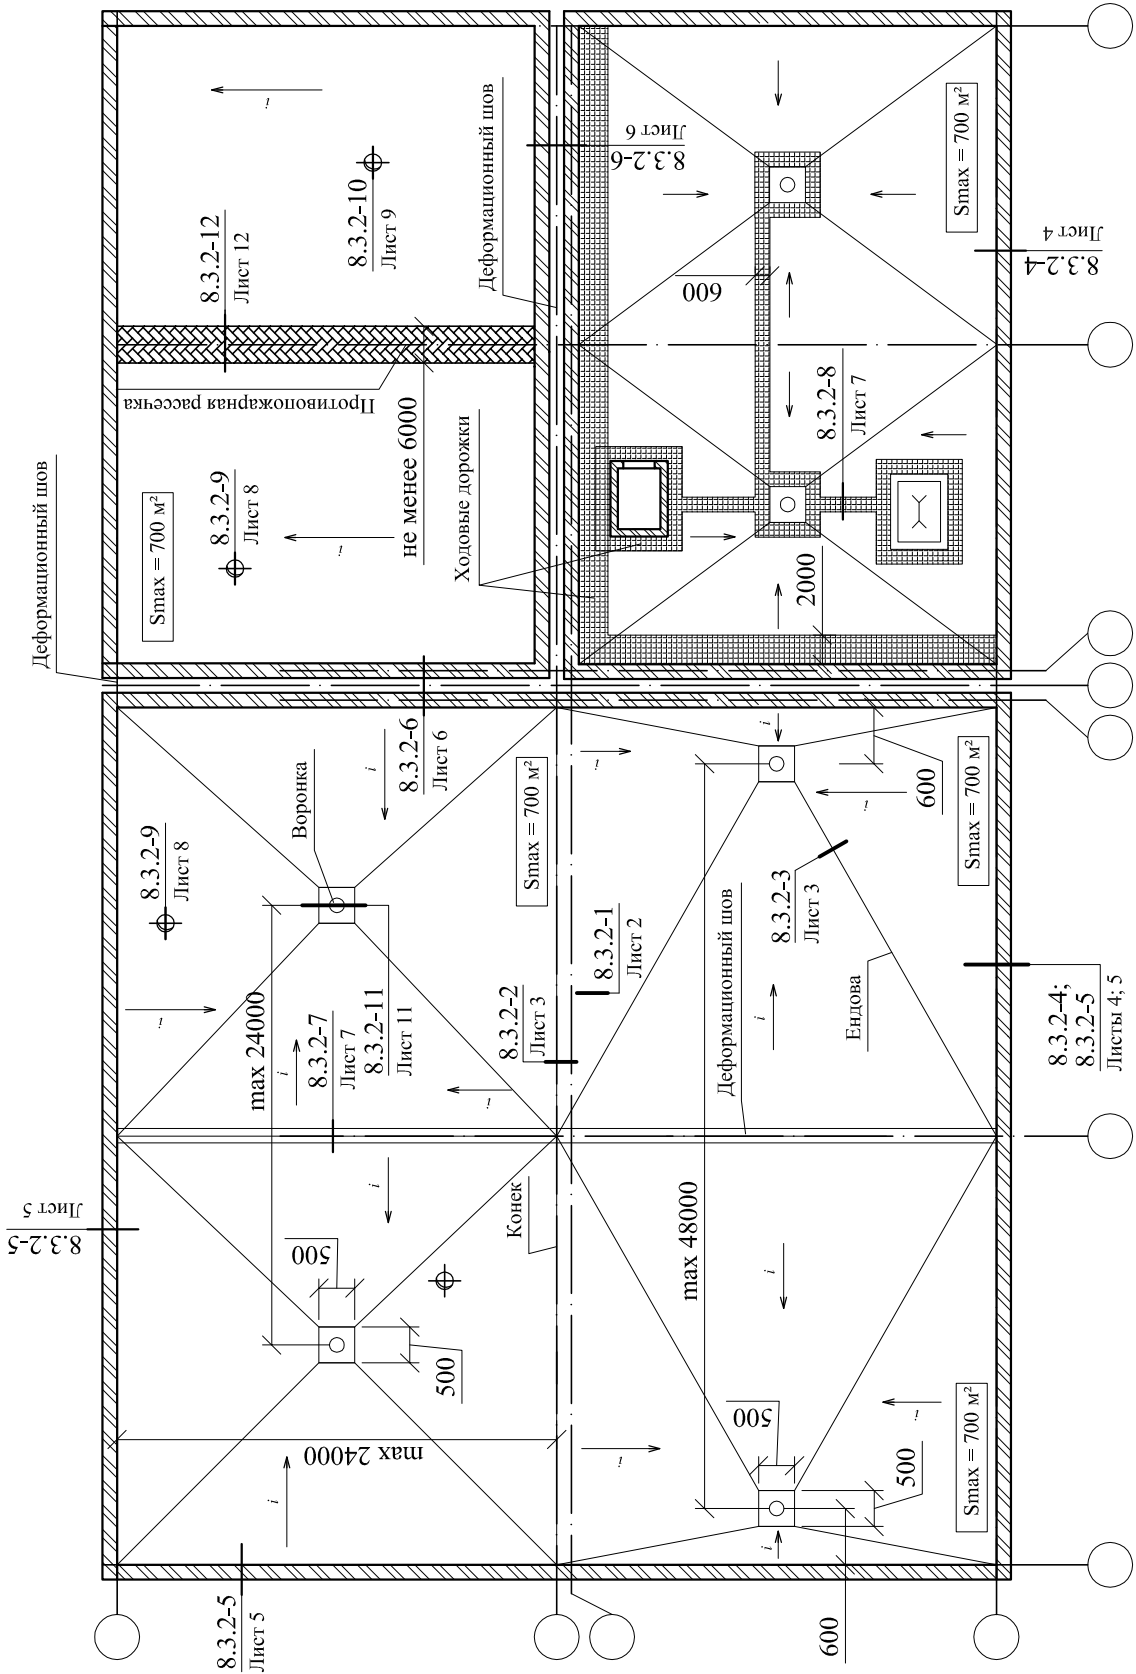 i
8.3.2-12
Лист 12
8.3.2-10
Лист 9
Деформационный шов
8.3.2-6
Лист 6
Smax = 700 м²
8.3.2-4
Лист 4
600
Противопожарная рассечка
8.3.2-8
Лист 7
не менее 6000
Ходовые дорожки
Деформационный шов
Smax = 700 м²
8.3.2-9
Лист 8
i
2000
8.3.2-6
Лист 6
i
Воронка
8.3.2-9
Лист 8
i
max 24000
i
8.3.2-7
Лист 7
8.3.2-11
Лист 11
i
Smax = 700 м²
i
i
600
i
Smax = 700 м²
8.3.2-3
Лист 3
8.3.2-1
Лист 2
8.3.2-2
Лист 3
Деформационный шов
i
Ендова
8.3.2-4;
8.3.2-5
Листы 4; 5
8.3.2-5
Лист 5
i
500
500
Конек
max 48000
i
max 24000
i
i
500
500
i
Smax = 700 м²
i
600
8.3.2-5
Лист 5